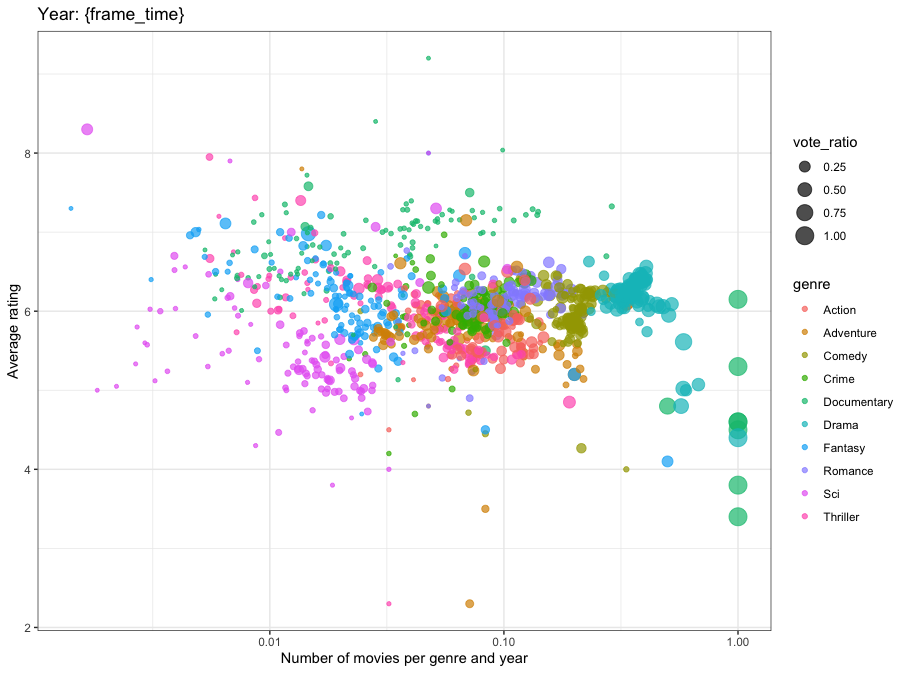 Year: {frame_time}
Average rating
8
6
4
2
0.01
0.10
1.00
Number of movies per genre and year
vote_ratio
0.25
0.50
0.75
1.00
genre
Action
Adventure
Comedy
Crime
Documentary
Drama
Fantasy
Romance
Sci
Thriller